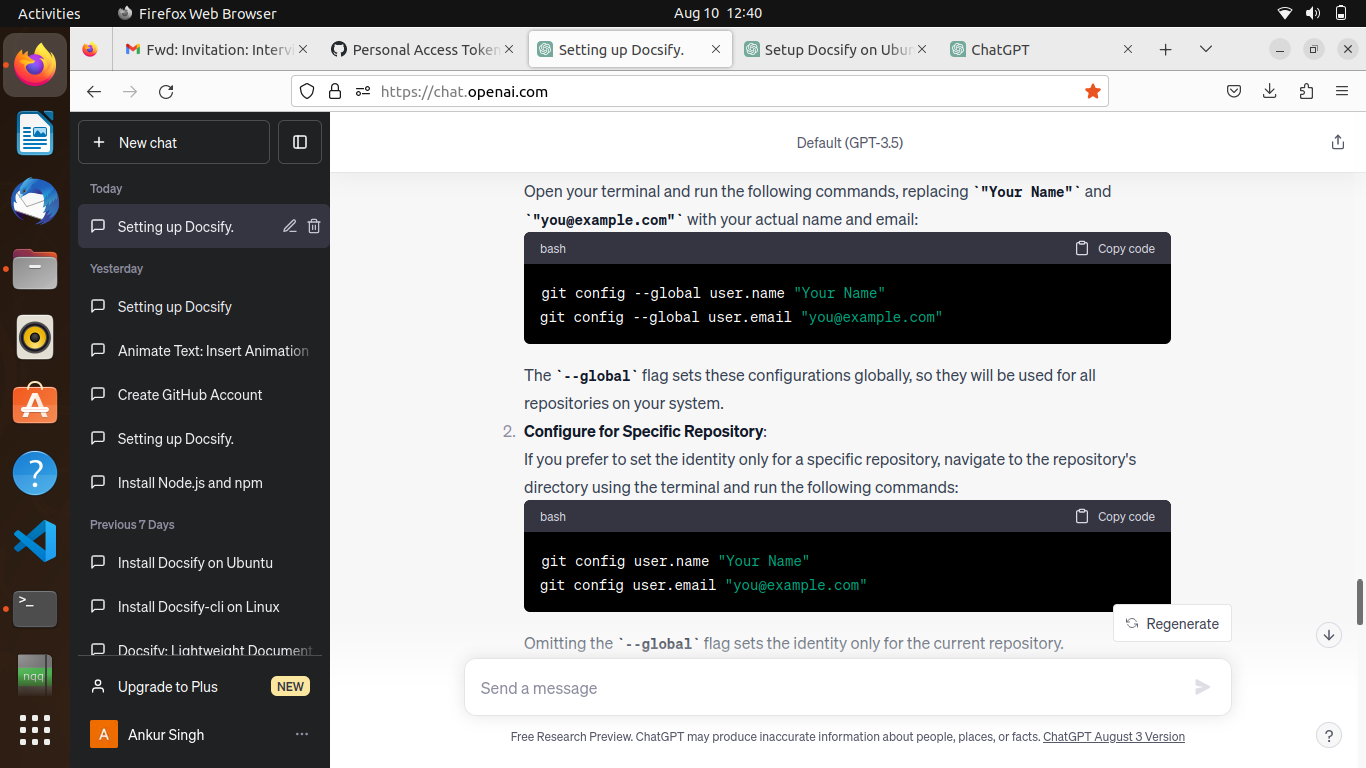 Activities
Firefox Web Browser
Aug 10 12:40
Fwd: Invitation: Intervi
Personal Access Token
Setting up Docsify.
Setup Docsify on Ubun
ChatGPT
https://chat.openai.com
New chat
Today
Setting up Docsify.
Yesterday
Setting up Docsify
Animate Text: Insert Animation
Create GitHub Account
Setting up Docsify.
Install Node.js and npm
Previous 7 Days
Install Docsify on Ubuntu
Install Docsify-cli on Linux
Docsify: Lightweight Document
Upgrade to Plus
NEW
A
Ankur Singh
Default (GPT-3.5)
Open your terminal and run the following commands, replacing `"Your Name"` and
`"you@example.com"` with your actual name and email:
bash
Copy code
git config --global user.name "Your Name"
git config --global user.email "you@example.com"
The `--global` flag sets these configurations globally, so they will be used for all
repositories on your system.
2. Configure for Specific Repository:
If you prefer to set the identity only for a specific repository, navigate to the repository's
directory using the terminal and run the following commands:
bash
Copy code
git config user.name "Your Name"
git config user.email "you@example.com"
Regenerate
Omitting the `--global` flag sets the identity only for the current repository.
Send a message
Free Research Preview. ChatGPT may produce inaccurate information about people, places, or facts. ChatGPT August 3 Version
?
nqq